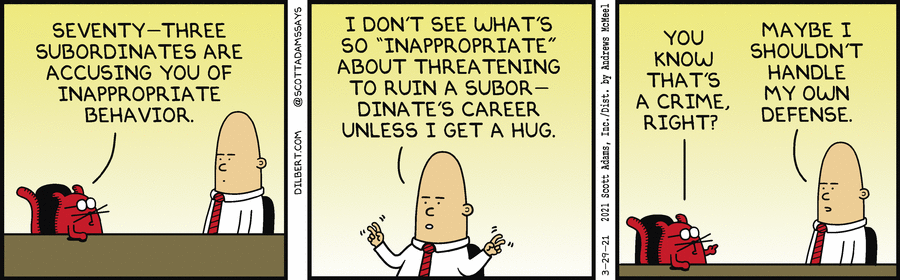 SEVENTY-THREE
SUBORDINATES ARE
ACCUSING YOU OF
INAPPROPRIATE
BEHAVIOR.
DILBERT.COM @SCOTTADAMSSAYS
I DON'T SEE WHAT'S
SO "INAPPROPRIATE"
ABOUT THREATENING
TO RUIN A SUBOR-
DINATE'S CAREER
UNLESS I GET A HUG.
3-29-21 2021 Scott Adams, Inc./Dist. by Andrews McMeel
YOU
KNOW
THAT'S
A CRIME,
RIGHT?
MAYBE I
SHOULDN'T
HANDLE
MY OWN
DEFENSE.